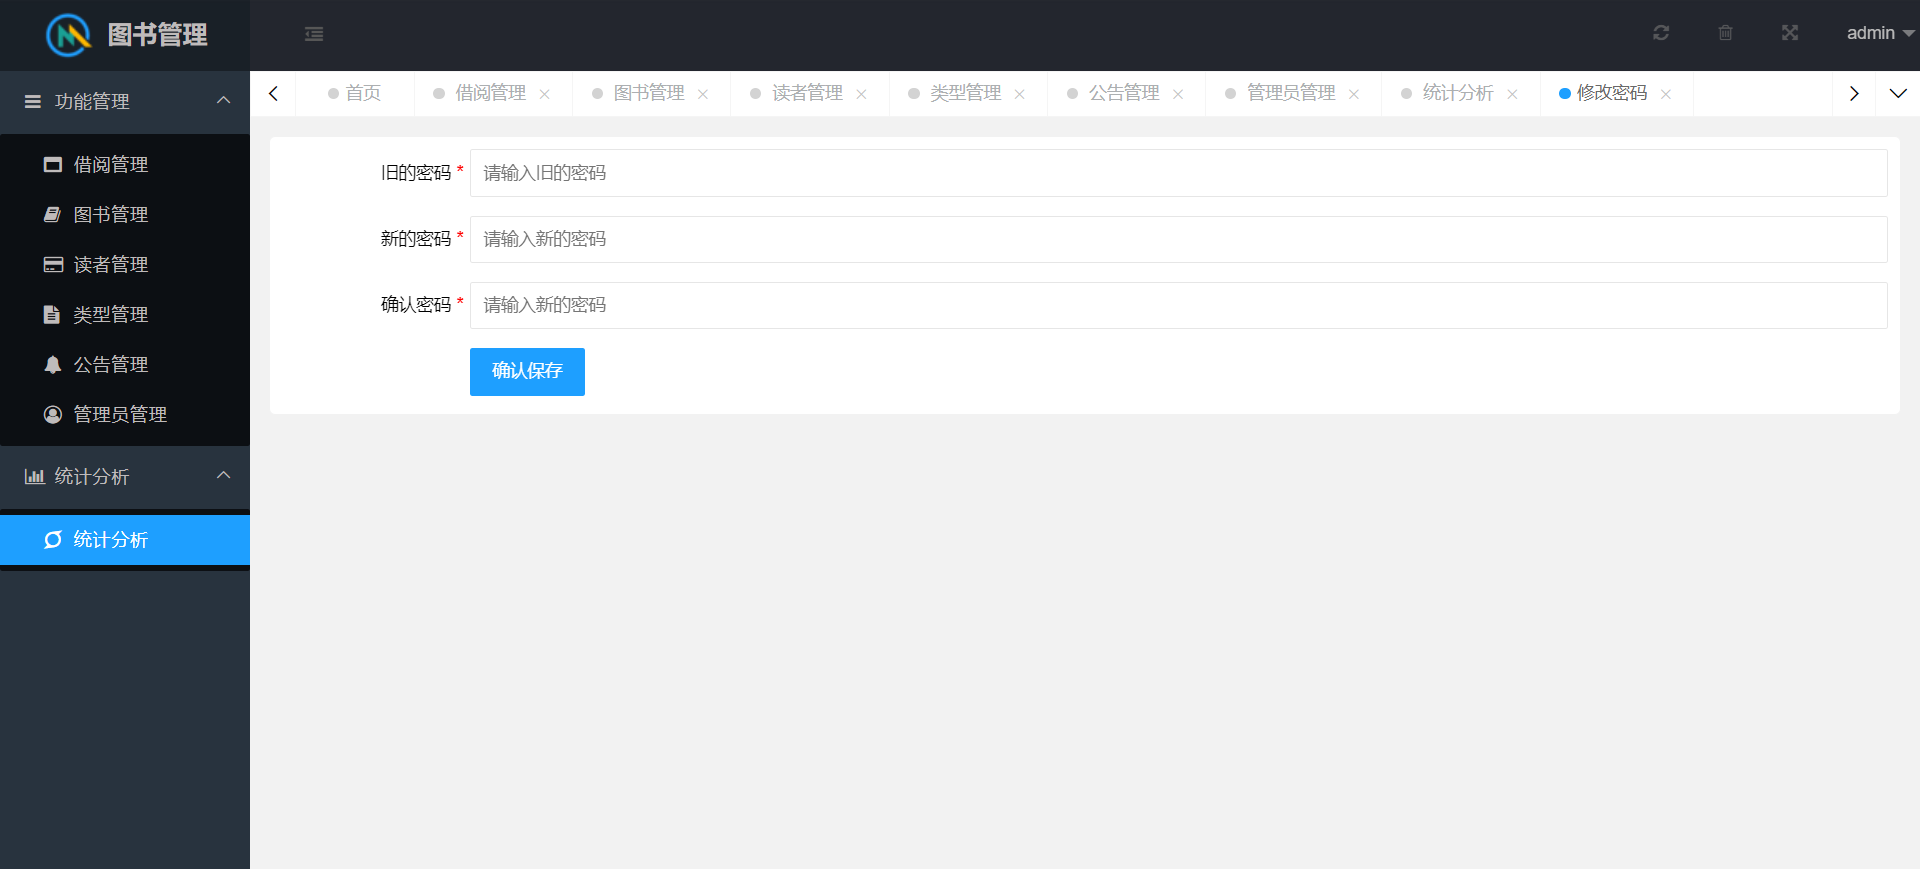 图书管理
admin
功能管理
借阅管理
图书管理
读者管理
类型管理
公告管理
管理员管理
统计分析
统计分析
首页 借阅管理 图书管理 读者管理 类型管理 公告管理 管理员管理 统计分析 修改密码
旧的密码 * 请输入旧的密码
新的密码 * 请输入新的密码
确认密码 * 请输入新的密码
确认保存